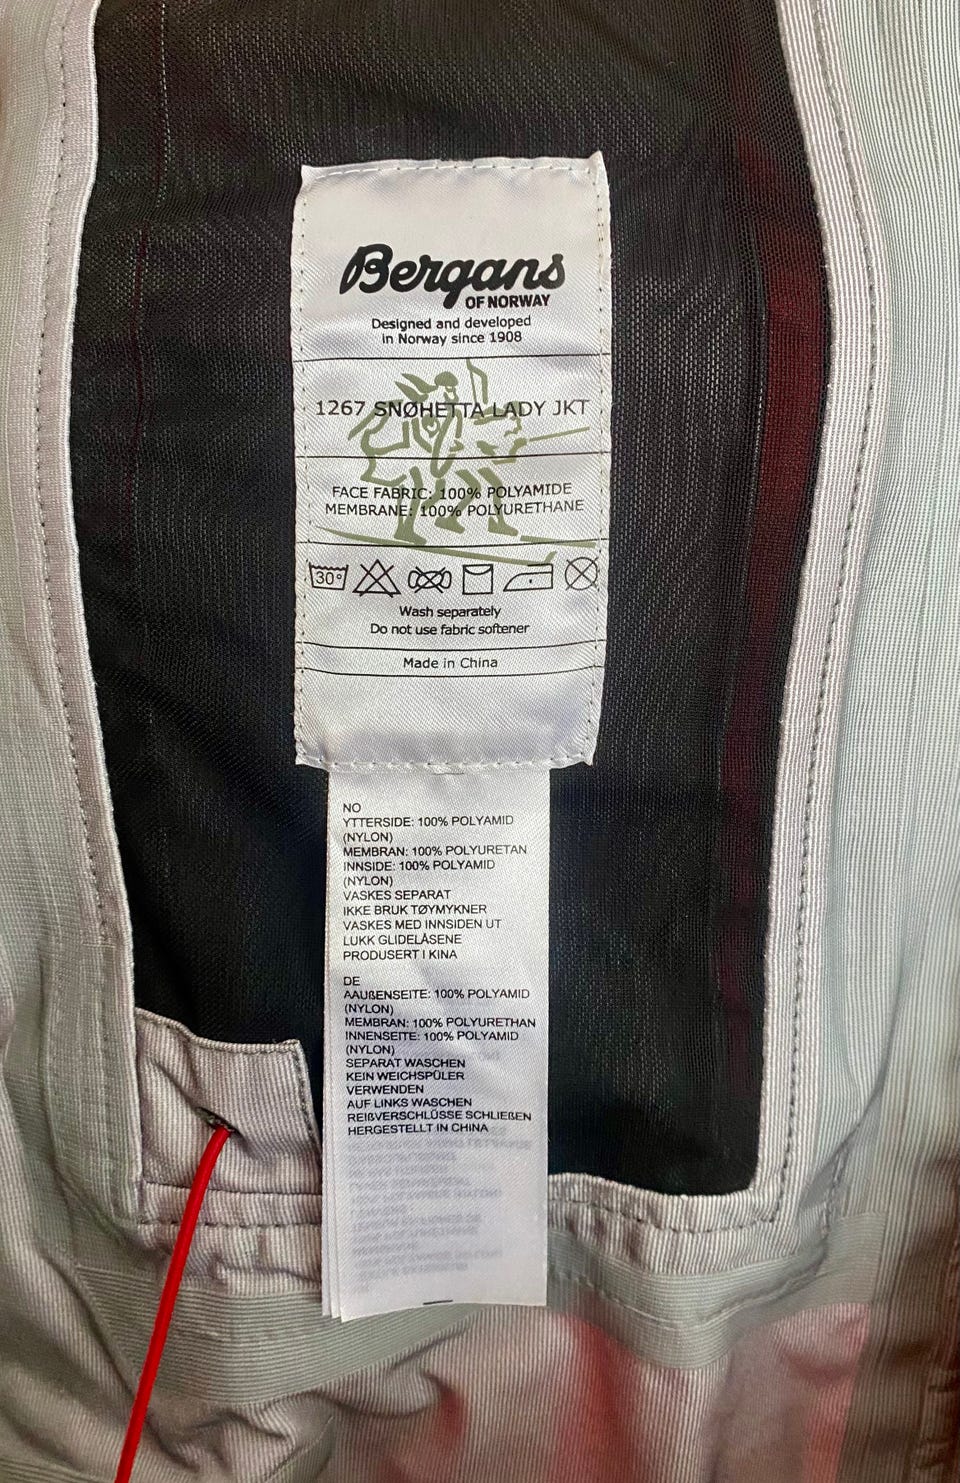 Bergans
OF NORWAY
Designed and developed
in Norway since 1908
1267 SNØHETTA LADY JKT
FACE FABRIC: 100% POLYAMIDE
MEMBRANE: 100% POLYURETHANE
30°
Wash separately
Do not use fabric softener
Made in China
NO
YTTERSIDE: 100% POLYAMID
(NYLON)
MEMBRAN: 100% POLYURETAN
INNSIDE: 100% POLYAMID
(NYLON)
VASKES SEPARAT
IKKE BRUK TØYMYKNER
VASKES MED INNSIDEN UT
LUKK GLIDELÅSENE
PRODUSERT I KINA
DE
AAUßENSEITE: 100% POLYAMID
(NYLON)
MEMBRAN: 100% POLYURETHAN
INNENSEITE: 100% POLYAMID
(NYLON)
SEPARAT WASCHEN
KEIN WEICHSPÜLER
VERWENDEN
AUF LINKS WASCHEN
REIßVERSCHLÜSSE SCHLIEßEN
HERGESTELLT IN CHINA